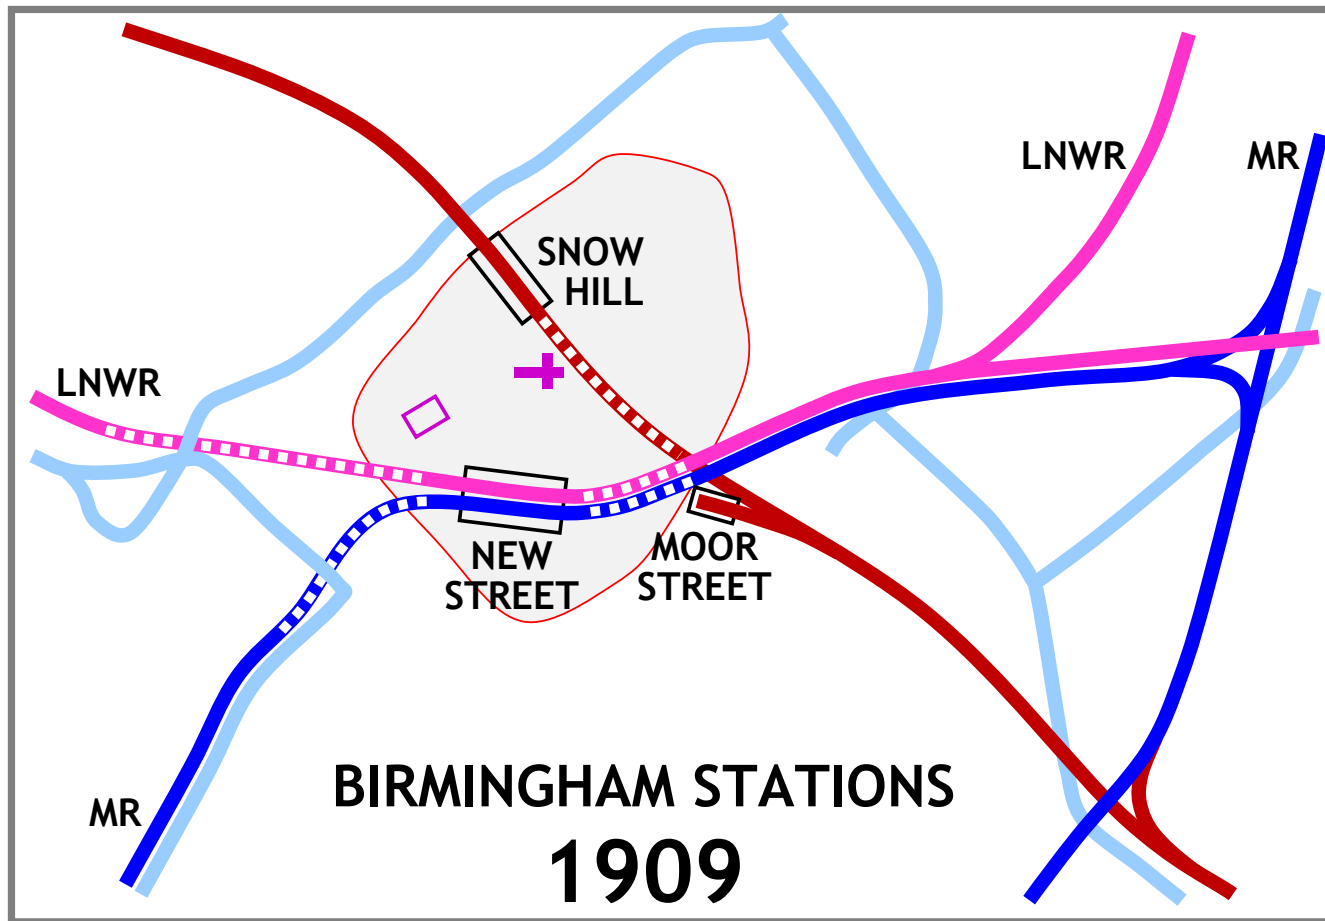 LNWR
MR
SNOW
HILL
LNWR
NEW
STREET
MOOR
STREET
BIRMINGHAM STATIONS
MR
1909